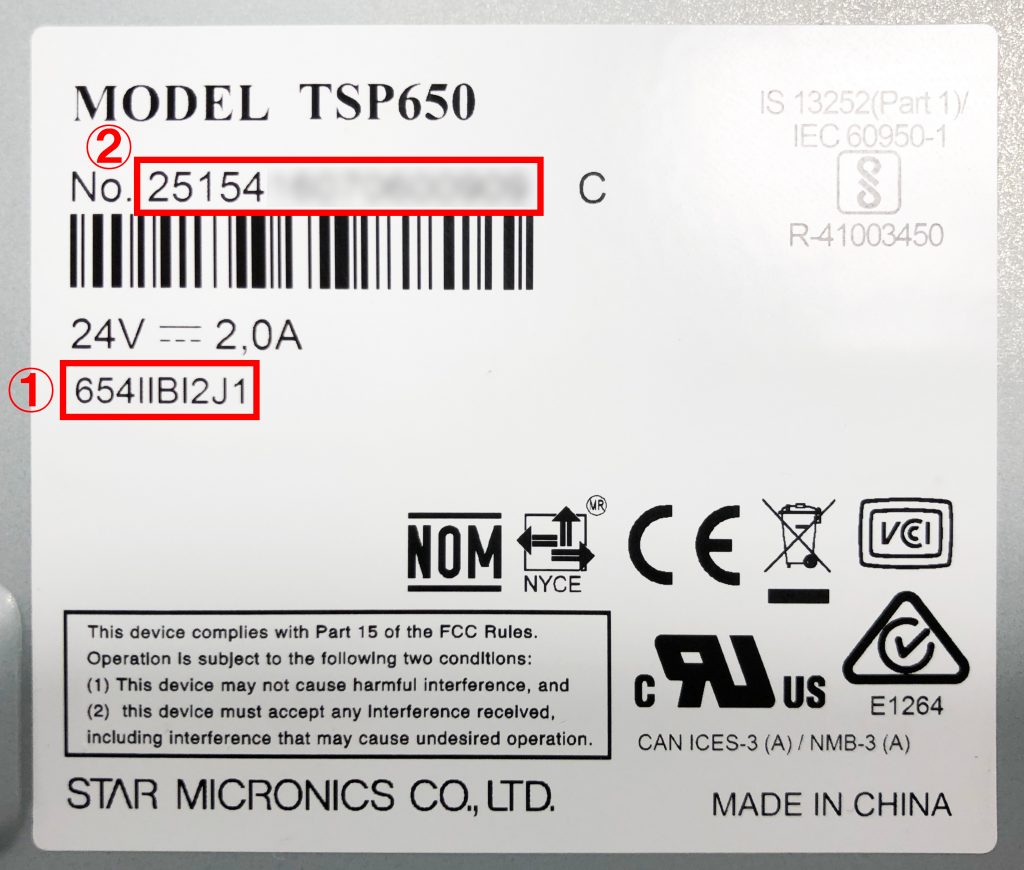 MODEL TSP650
IS 13252(Part 1)/
IEC 60950-1
②
No. 25154
C
R-41003450
24V ⎓ 2,0A
①
654IIBI2J1
NOM
MR
NYCE
CE
VCI
This device complies with Part 15 of the FCC Rules.
Operation is subject to the following two conditions:
(1) This device may not cause harmful interference, and
(2) this device must accept any Interference received,
including interference that may cause undesired operation.
C RU US
E1264
CAN ICES-3 (A) / NMB-3 (A)
STAR MICRONICS CO., LTD.
MADE IN CHINA